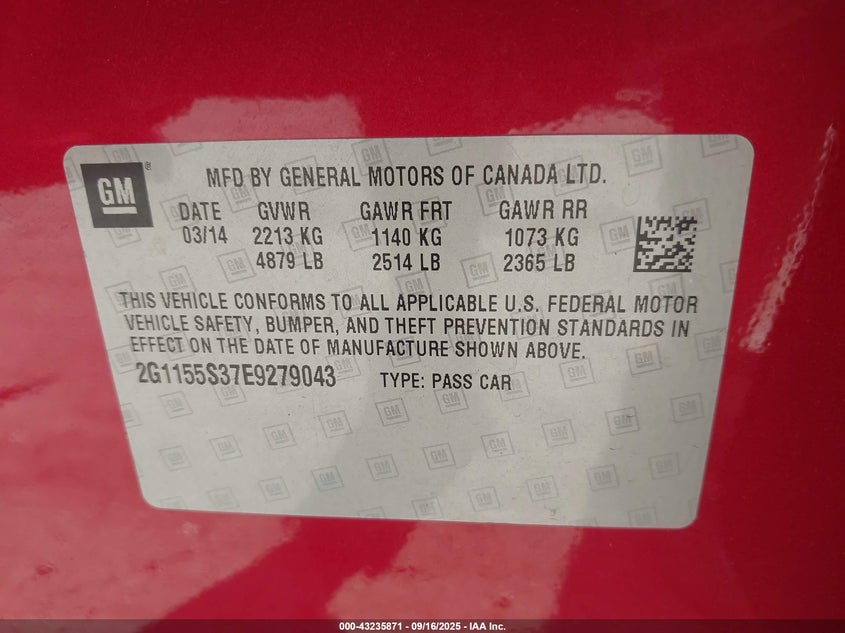 GM®
MFD BY GENERAL MOTORS OF CANADA LTD.
DATE GVWR GAWR FRT GAWR RR
03/14 2213 KG 1140 KG 1073 KG
4879 LB 2514 LB 2365 LB
THIS VEHICLE CONFORMS TO ALL APPLICABLE U.S. FEDERAL MOTOR
VEHICLE SAFETY, BUMPER, AND THEFT PREVENTION STANDARDS IN
EFFECT ON THE DATE OF MANUFACTURE SHOWN ABOVE.
2G1155S37E9279043 TYPE: PASS CAR
000-43235871 - 09/16/2025 - IAA Inc.